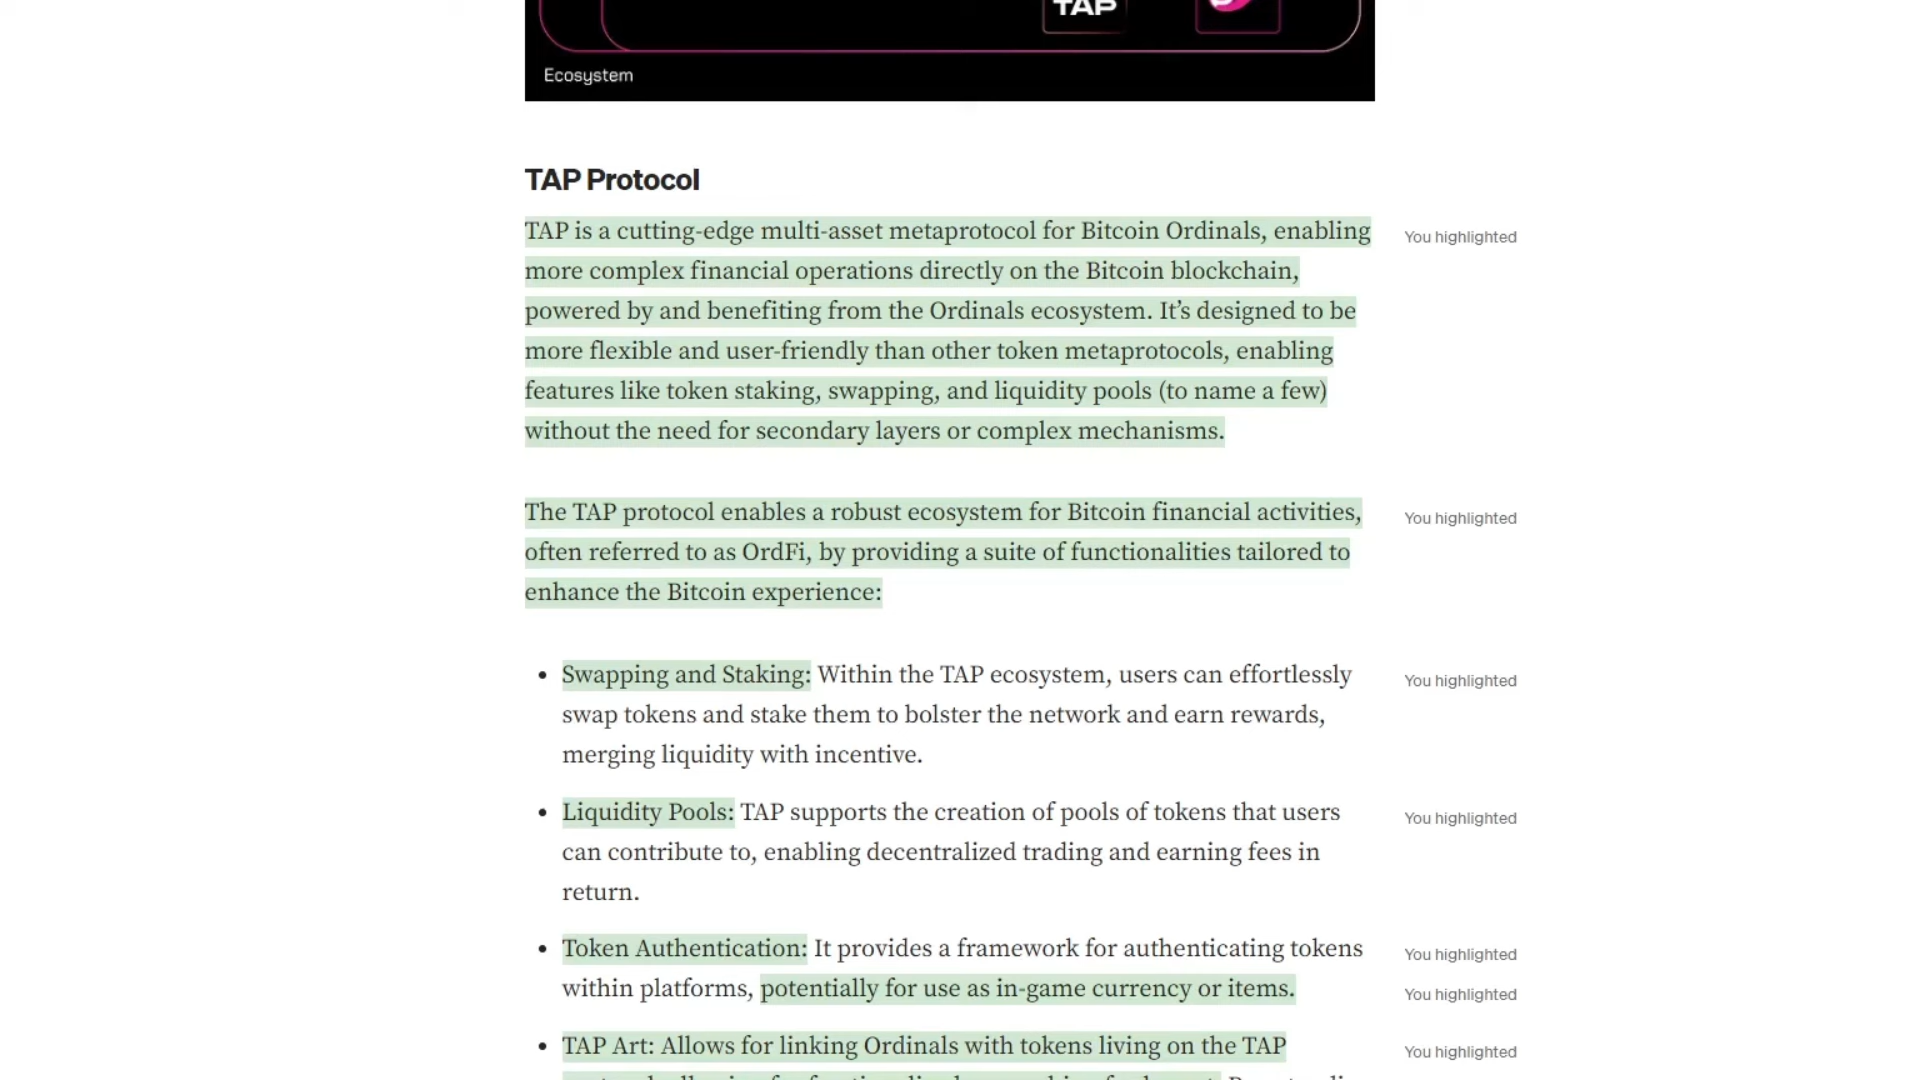 TAP
Ecosystem
TAP Protocol
TAP is a cutting-edge multi-asset metaprotocol for Bitcoin Ordinals, enabling
You highlighted
more complex financial operations directly on the Bitcoin blockchain,
powered by and benefiting from the Ordinals ecosystem. It’s designed to be
more flexible and user-friendly than other token metaprotocols, enabling
features like token staking, swapping, and liquidity pools (to name a few)
without the need for secondary layers or complex mechanisms.
The TAP protocol enables a robust ecosystem for Bitcoin financial activities,
You highlighted
often referred to as OrdFi, by providing a suite of functionalities tailored to
enhance the Bitcoin experience:
• Swapping and Staking: Within the TAP ecosystem, users can effortlessly
You highlighted
swap tokens and stake them to bolster the network and earn rewards,
merging liquidity with incentive.
• Liquidity Pools: TAP supports the creation of pools of tokens that users
You highlighted
can contribute to, enabling decentralized trading and earning fees in
return.
• Token Authentication: It provides a framework for authenticating tokens
You highlighted
within platforms, potentially for use as in-game currency or items.
You highlighted
• TAP Art: Allows for linking Ordinals with tokens living on the TAP
You highlighted